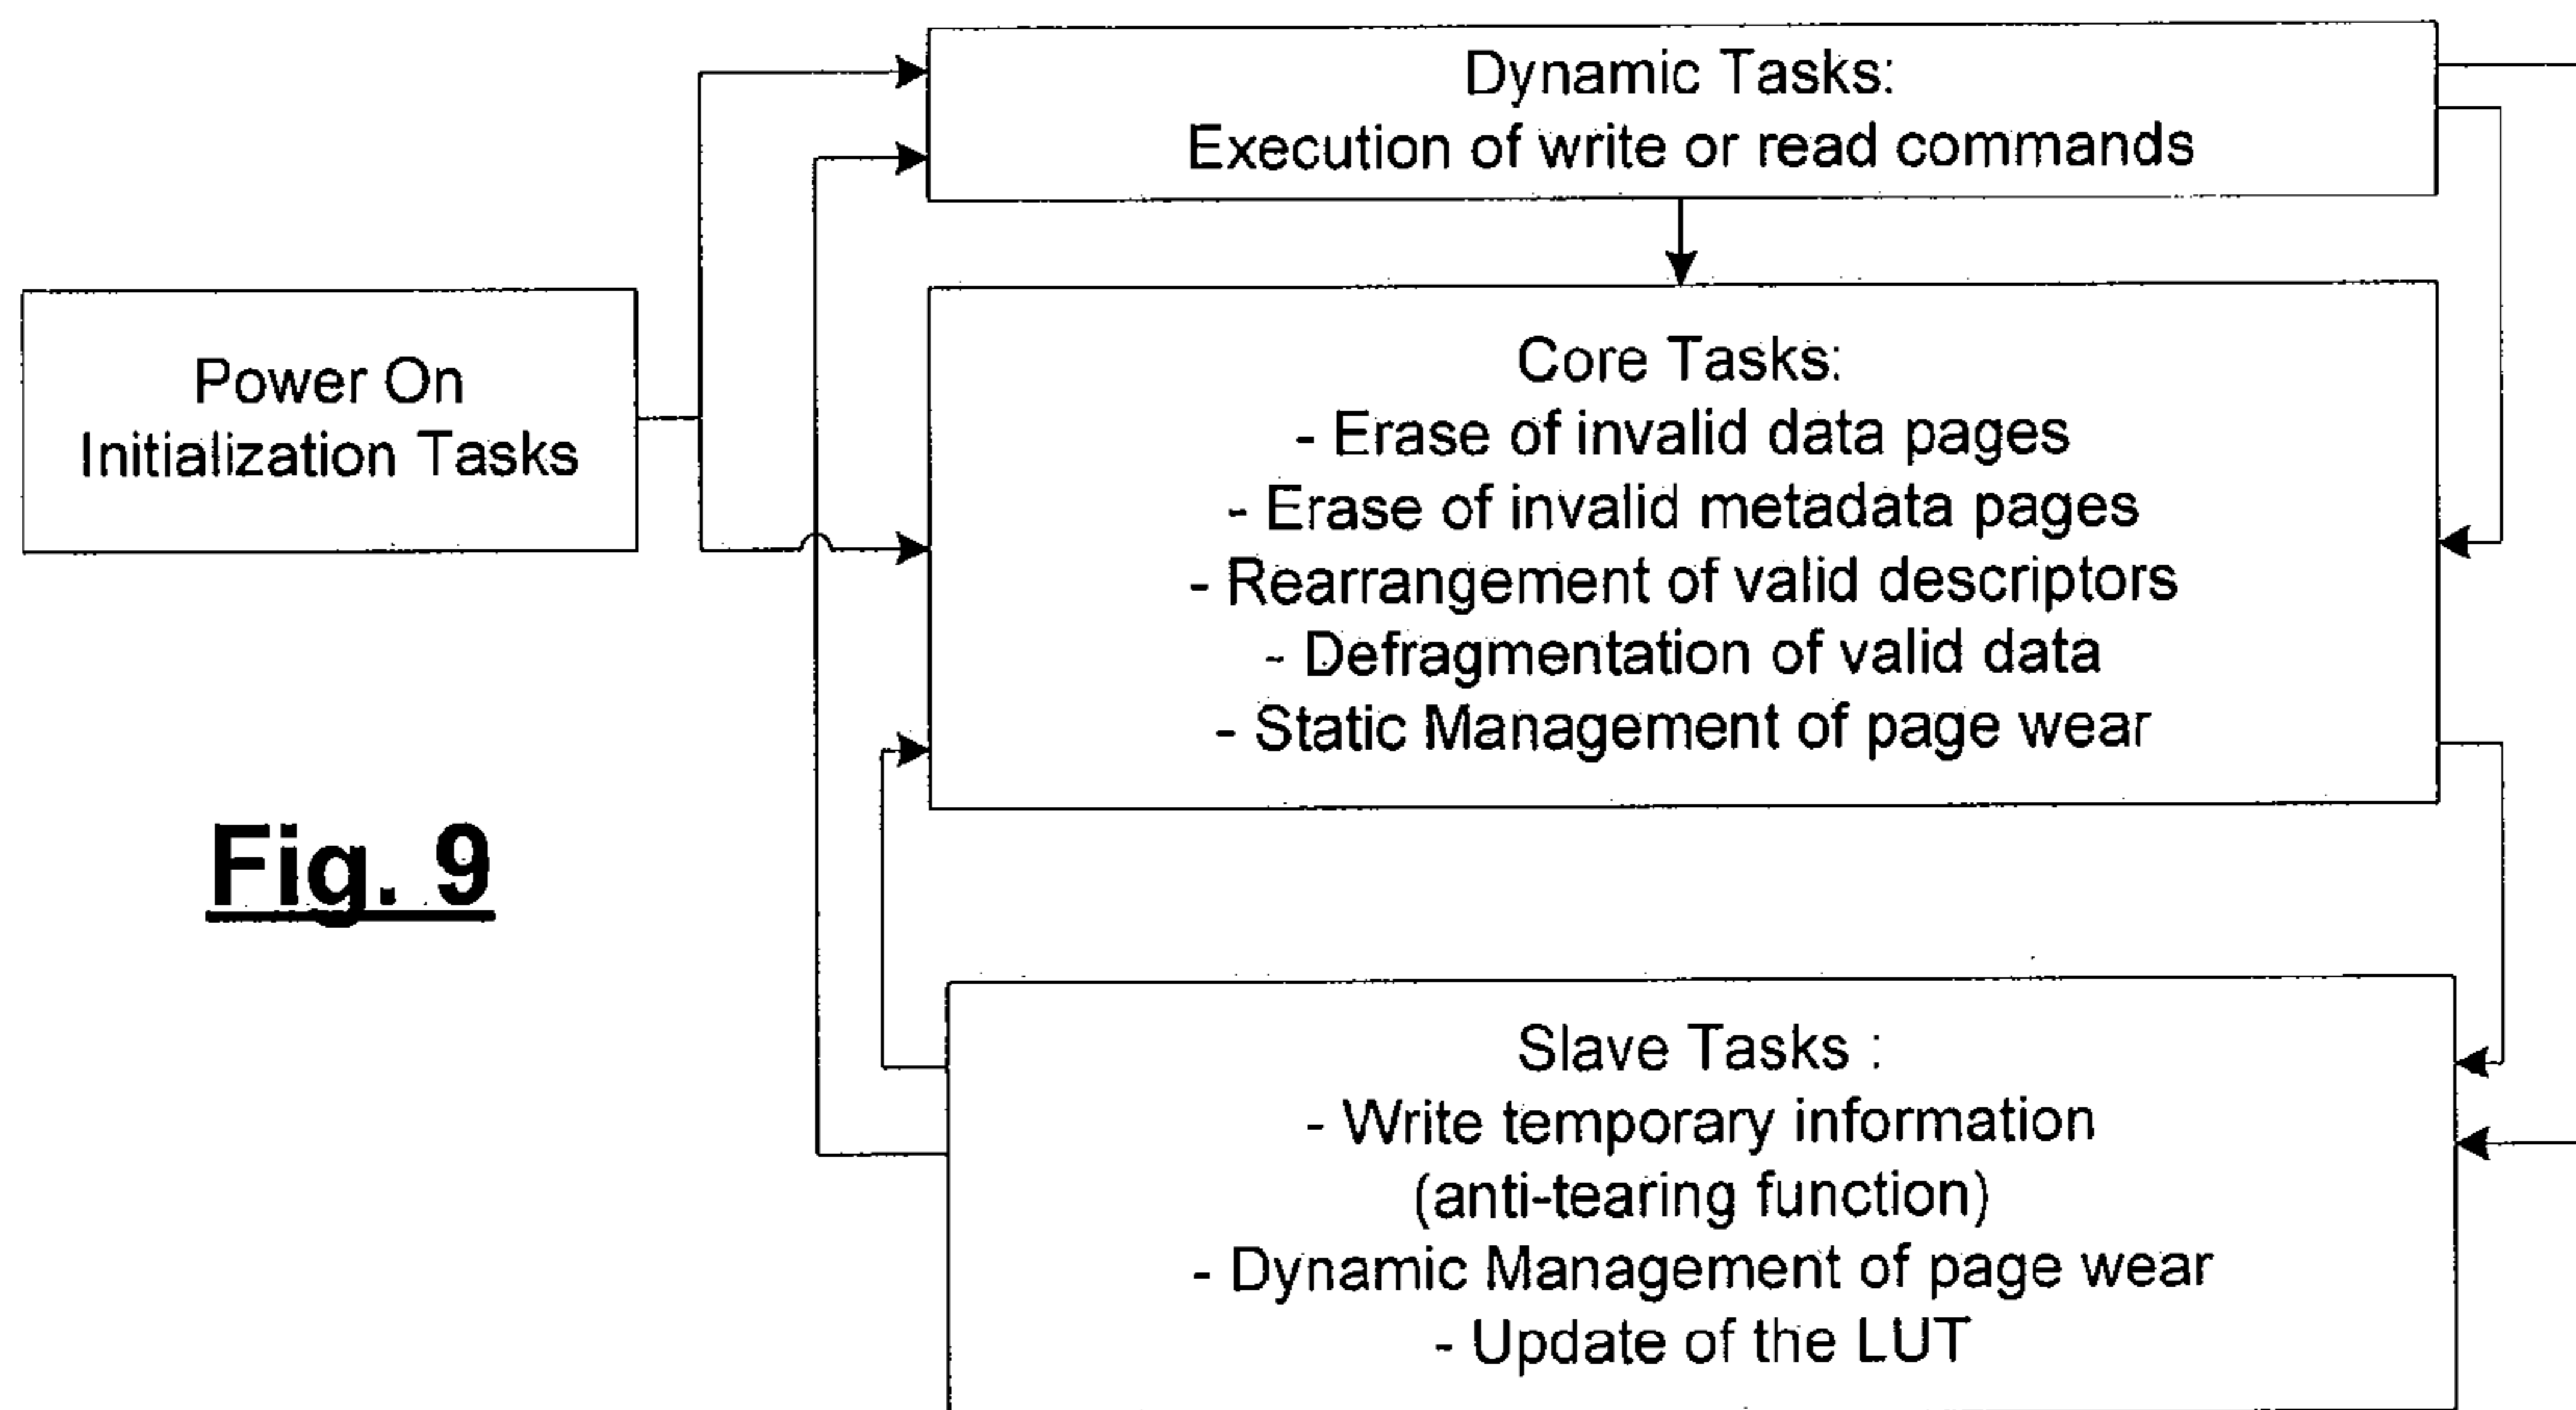 Dynamic Tasks:
Execution of write or read commands
Power On
Initialization Tasks
Core Tasks:
- Erase of invalid data pages
- Erase of invalid metadata pages
- Rearrangement of valid descriptors
- Defragmentation of valid data
- Static Management of page wear
Fig. 9
Slave Tasks :
- Write temporary information
(anti-tearing function)
- Dynamic Management of page wear
- Update of the LUT